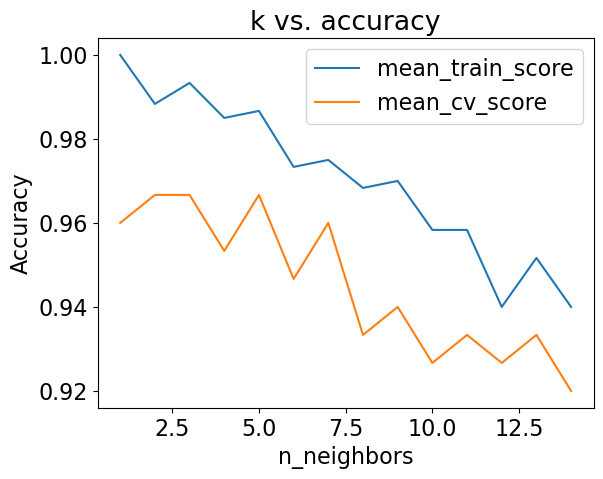 k vs. accuracy
mean_train_score
mean_cv_score
Accuracy
1.00
0.98
0.96
0.94
0.92
2.5 5.0 7.5 10.0 12.5
n_neighbors